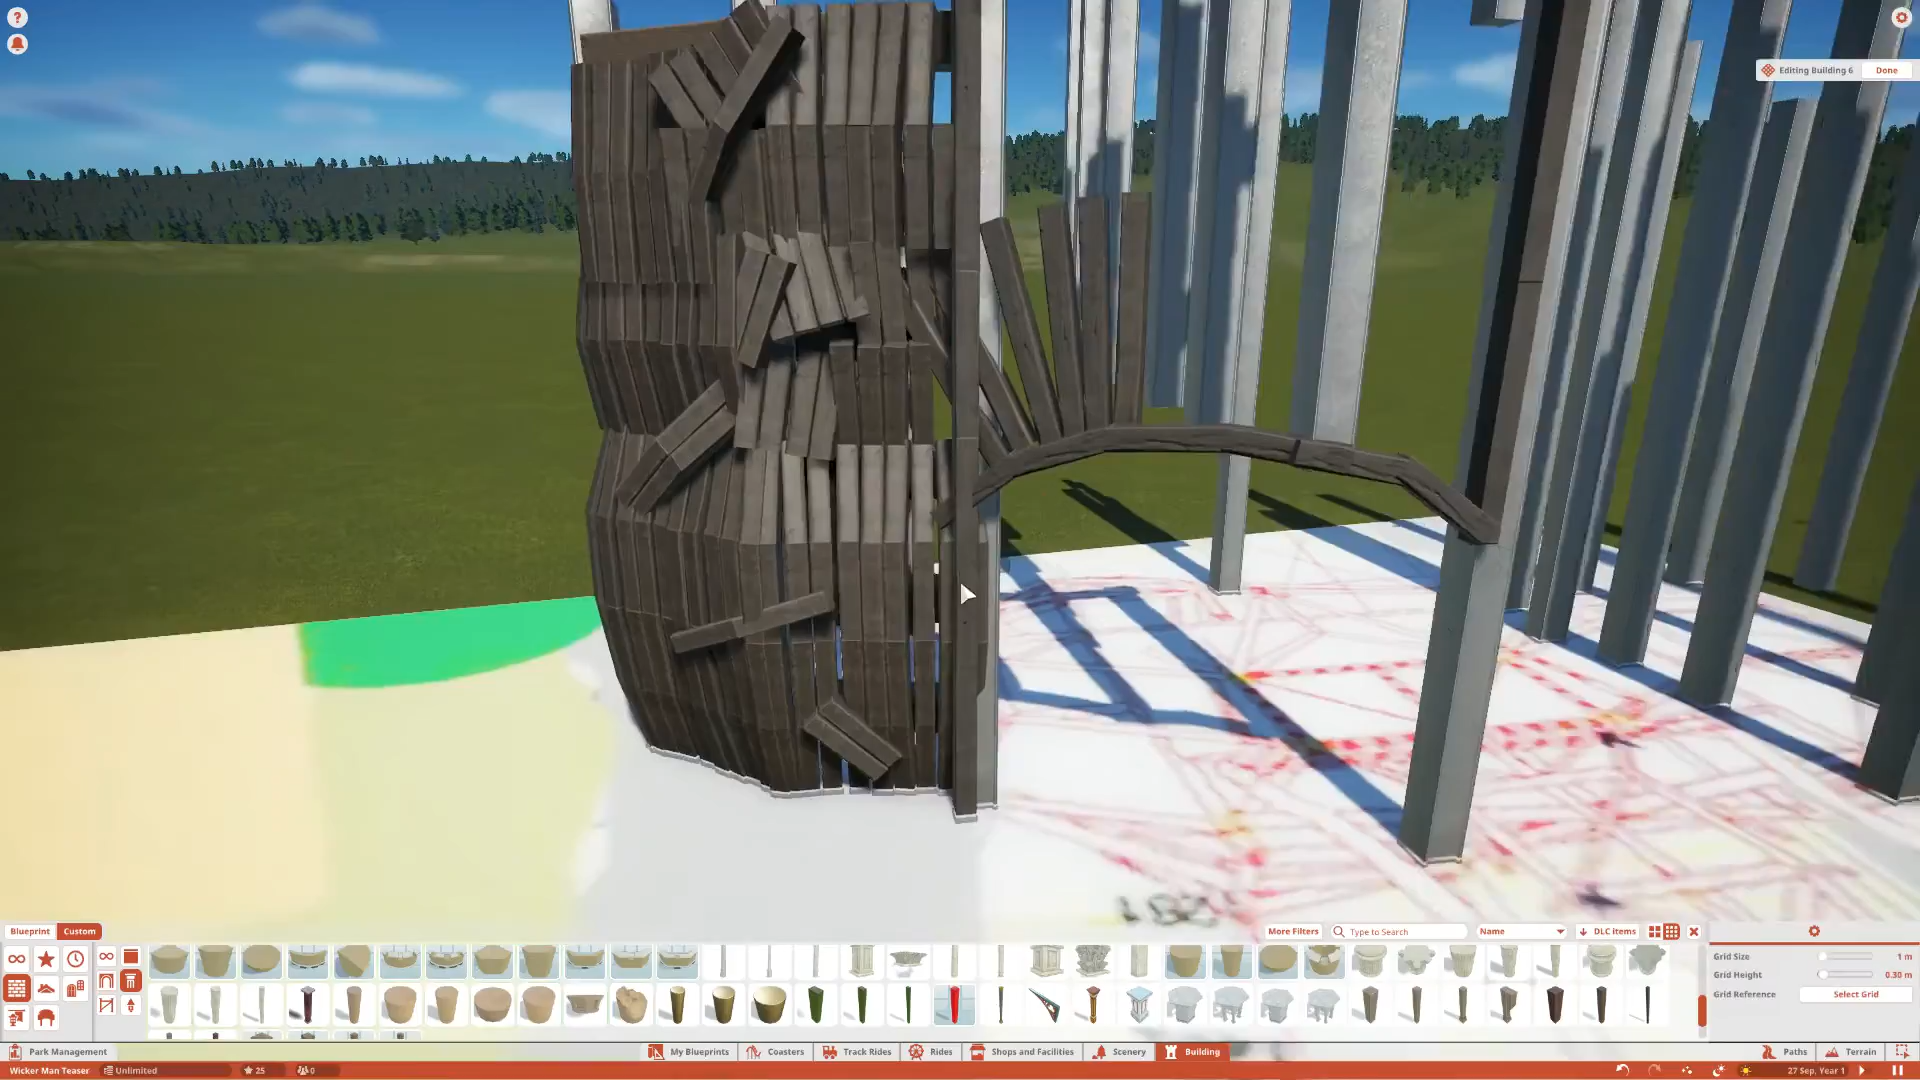 Editing Building 6 Done
Blueprint Custom
More Filters Type to Search Name DLC Items
Grid Size 1 m
Grid Height 0.30 m
Grid Reference Select Grid
Park Management My Blueprints Coasters Track Rides Rides Shops and Facilities Scenery Building Paths Terrain
Wicker Man Teaser Unlimited 25 0 27 Sep, Year 1